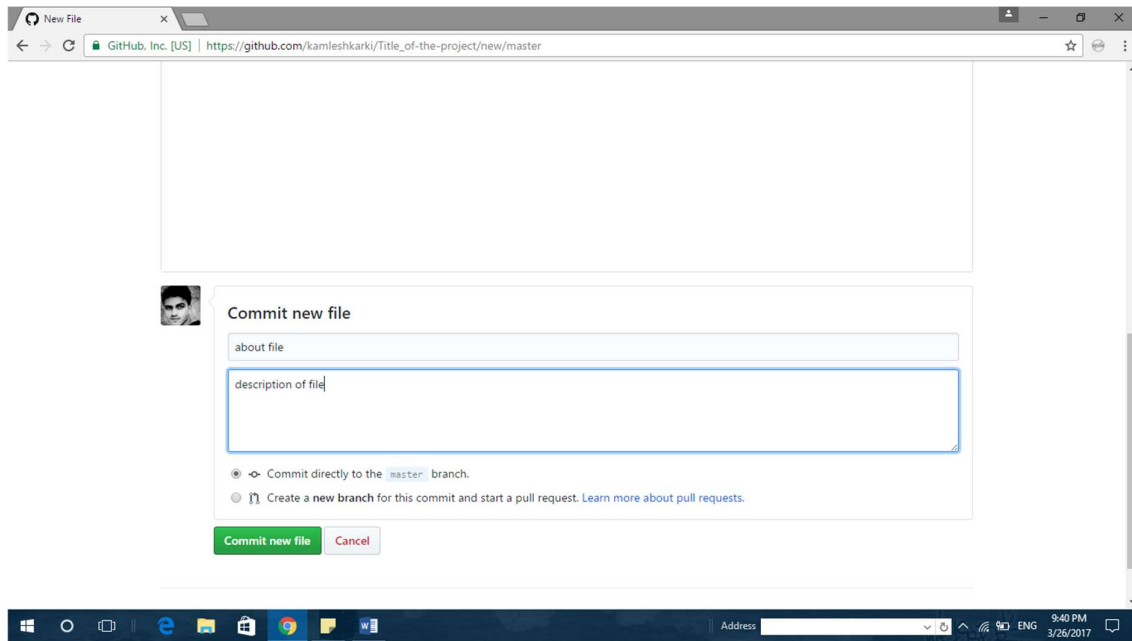 New File
GitHub, Inc. [US] | https://github.com/kamleshkarki/Title_of-the-project/new/master
Commit new file
about file
description of file
Commit directly to the master branch.
Create a new branch for this commit and start a pull request. Learn more about pull requests.
Commit new file Cancel
Address ENG 9:40 PM
3/26/2017